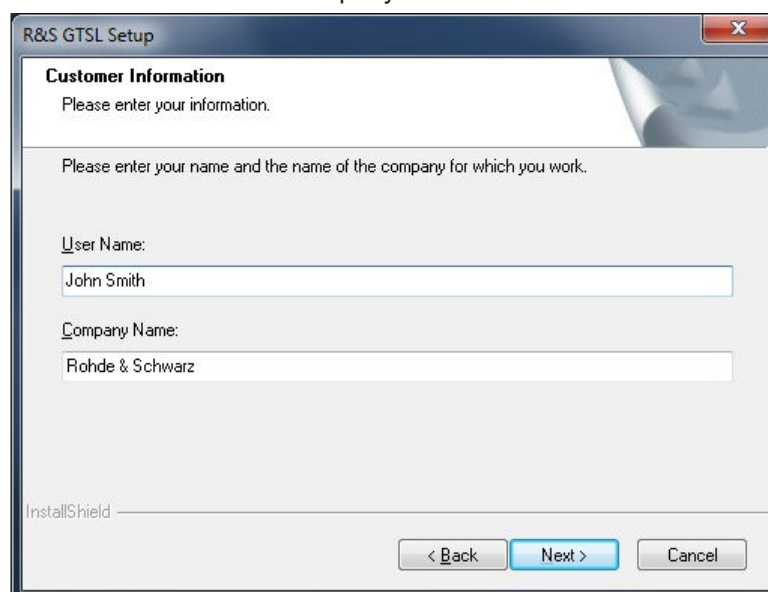 R&S GTSL Setup
Customer Information
Please enter your information.
Please enter your name and the name of the company for which you work.
User Name:
John Smith
Company Name:
Rohde & Schwarz
InstallShield
< Back Next > Cancel